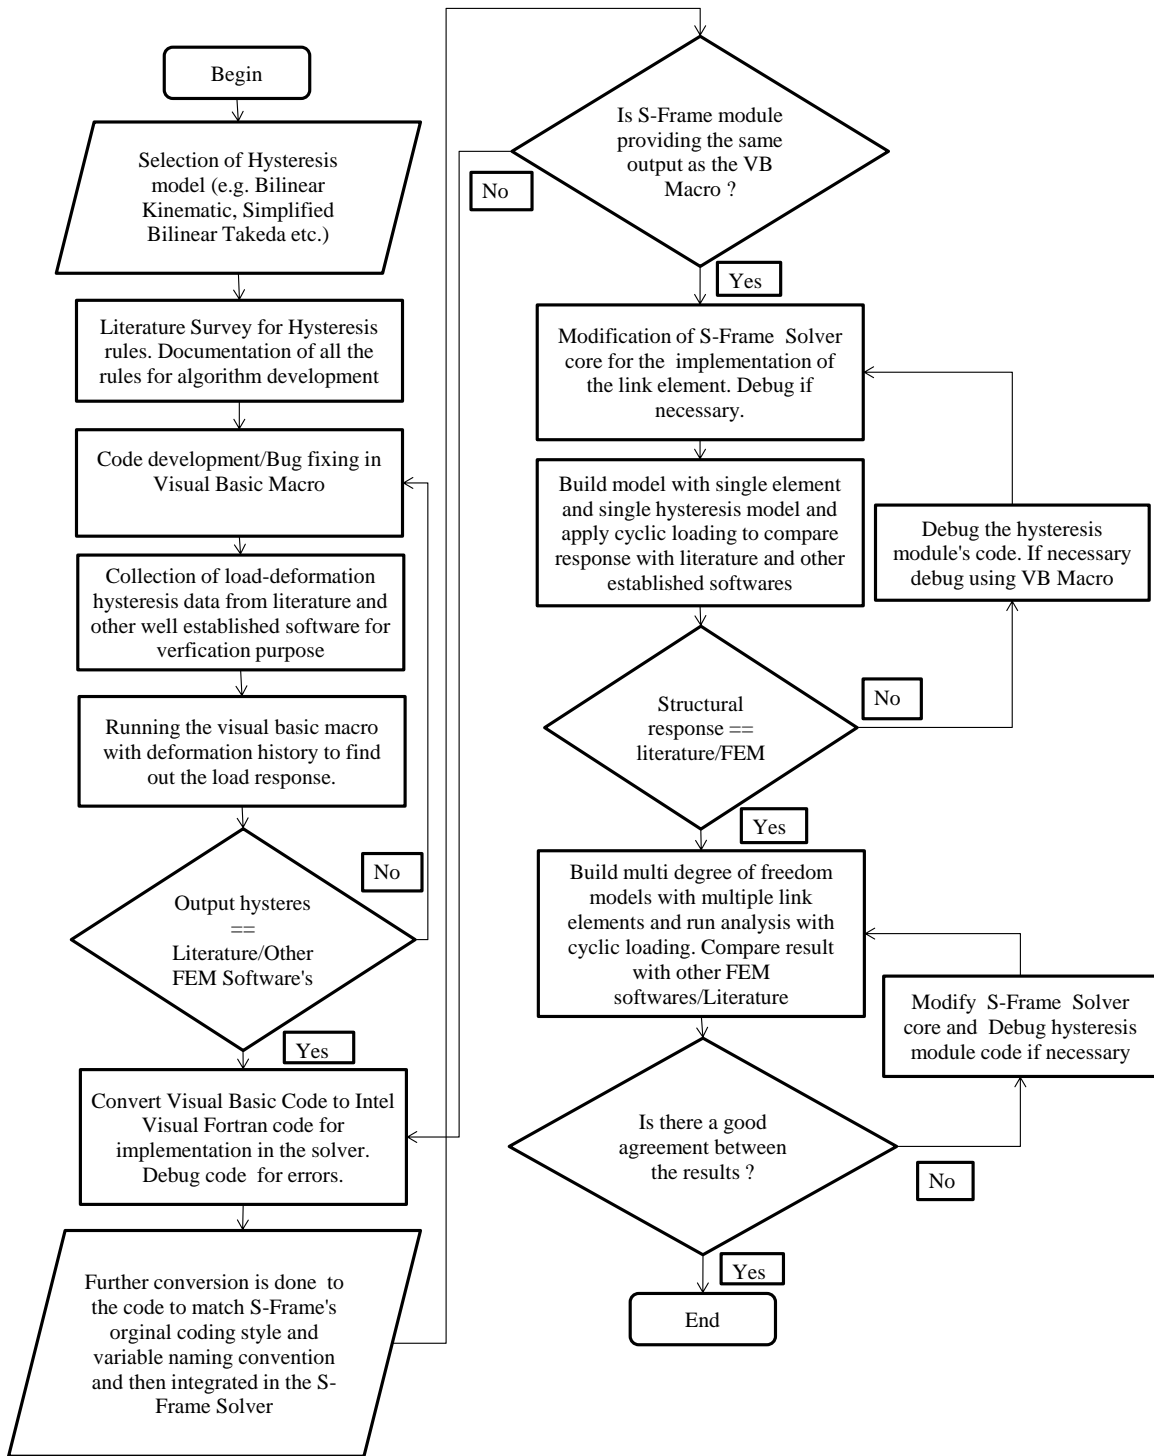 Begin
Selection of Hysteresis
model (e.g. Bilinear
Kinematic, Simplified
Bilinear Takeda etc.)
Literature Survey for Hysteresis
rules. Documentation of all the
rules for algorithm development
Code development/Bug fixing in
Visual Basic Macro
Collection of load-deformation
hysteresis data from literature and
other well established software for
verfication purpose
Running the visual basic macro
with deformation history to find
out the load response.
No
Output hysteres
==
Literature/Other
FEM Software's
Yes
Convert Visual Basic Code to Intel
Visual Fortran code for
implementation in the solver.
Debug code for errors.
Further conversion is done to
the code to match S-Frame's
orginal coding style and
variable naming convention
and then integrated in the S-
Frame Solver
Is S-Frame module
providing the same
output as the VB
Macro ?
No
Yes
Modification of S-Frame Solver
core for the implementation of
the link element. Debug if
necessary.
Build model with single element
and single hysteresis model and
apply cyclic loading to compare
response with literature and other
established softwares
Debug the hysteresis
module's code. If necessary
debug using VB Macro
Structural
response ==
literature/FEM
No
Yes
Build multi degree of freedom
models with multiple link
elements and run analysis with
cyclic loading. Compare result
with other FEM
softwares/Literature
Modify S-Frame Solver
core and Debug hysteresis
module code if necessary
Is there a good
agreement between
the results ?
No
Yes
End